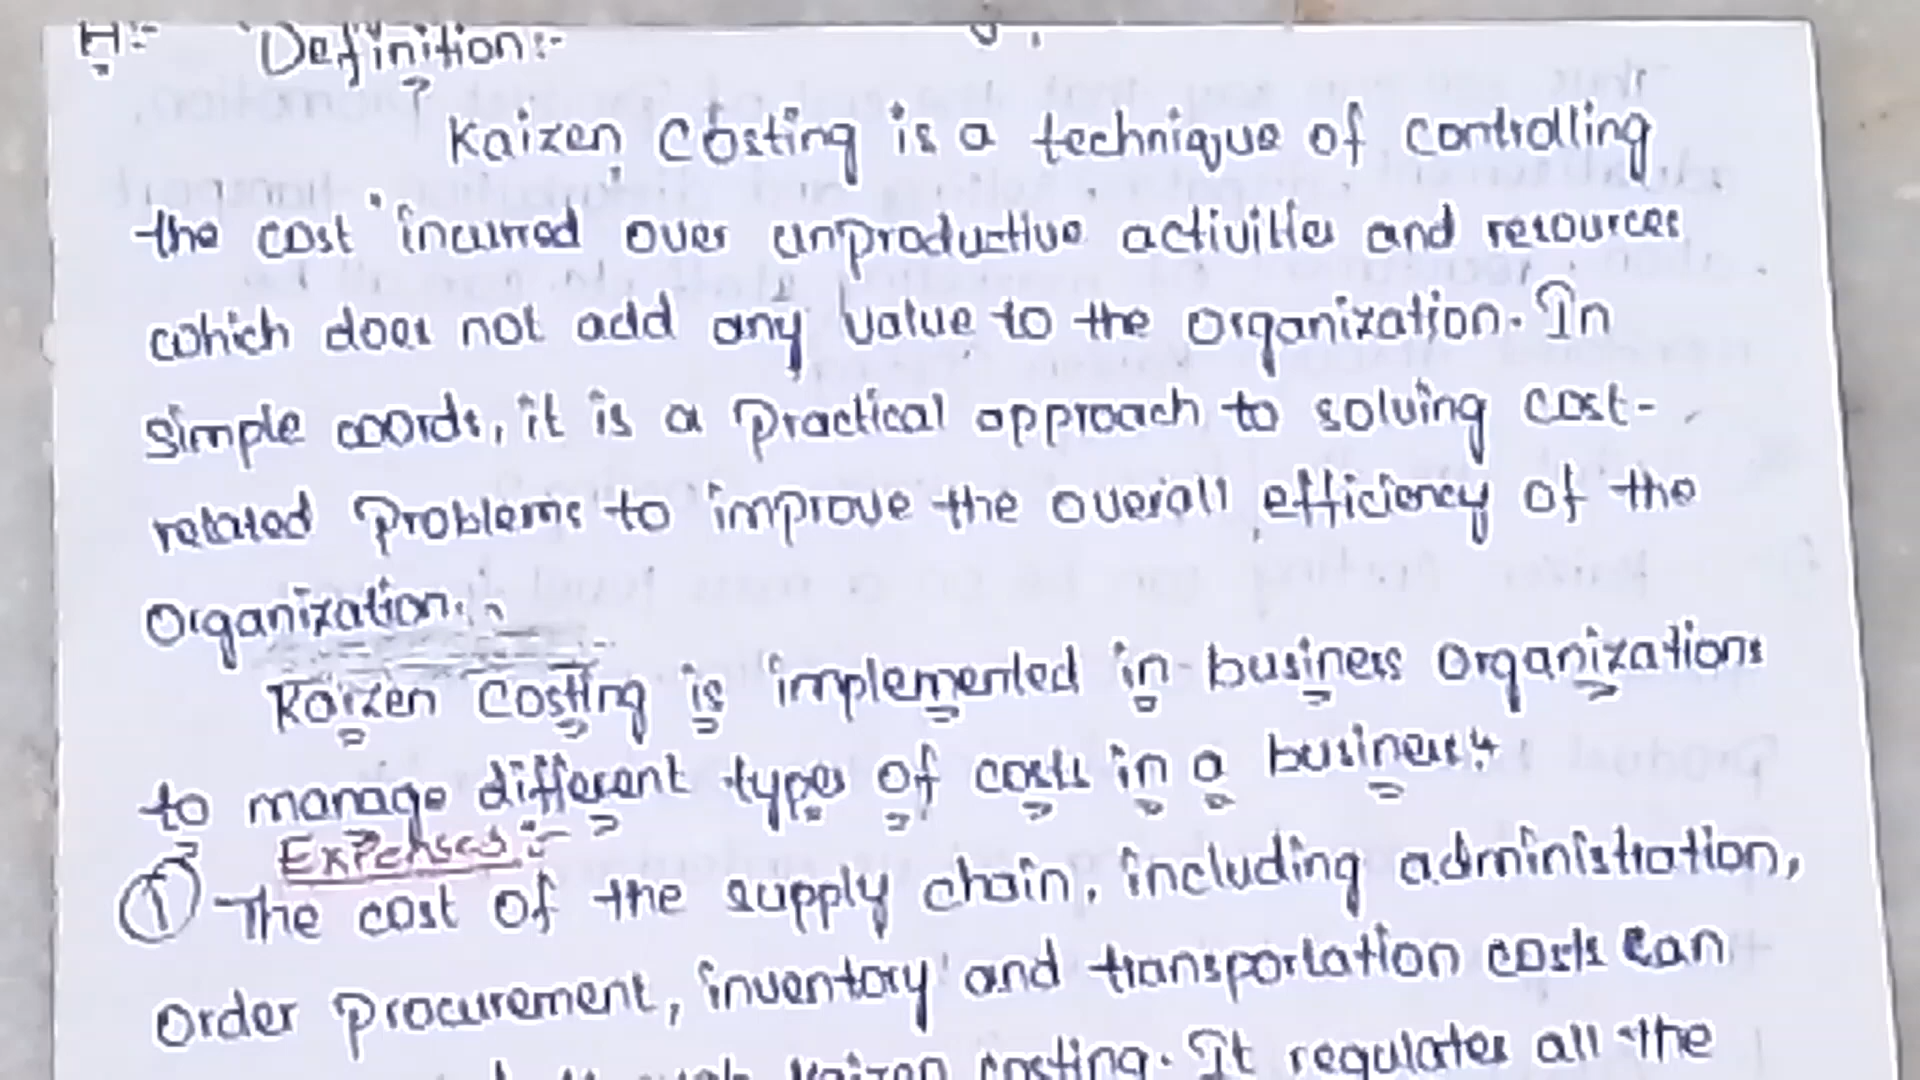 H:- Definition:-
Kaizen Costing is a technique of controlling
the cost incurred over unproductive activities and resources
which does not add any value to the organization. In
simple words, it is a Practical approach to solving cost-
related Problems to improve the overall efficiency of the
Organization.
Kaizen Costing is implemented in business organizations
to manage different types of costs in a business:
Expenses:-
① The cost of the supply chain, including administration,
order procurement, inventory and transportation costs can
kaizen costing. It regulates all the